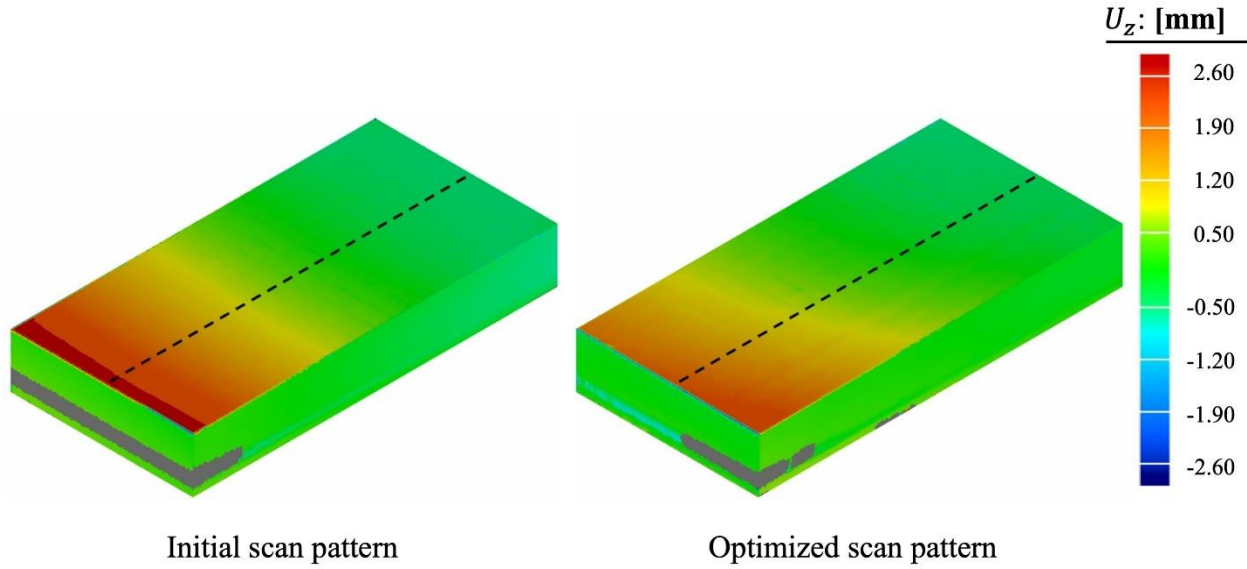 U_z: [mm]
2.60
1.90
1.20
0.50
-0.50
-1.20
-1.90
-2.60
Initial scan pattern
Optimized scan pattern